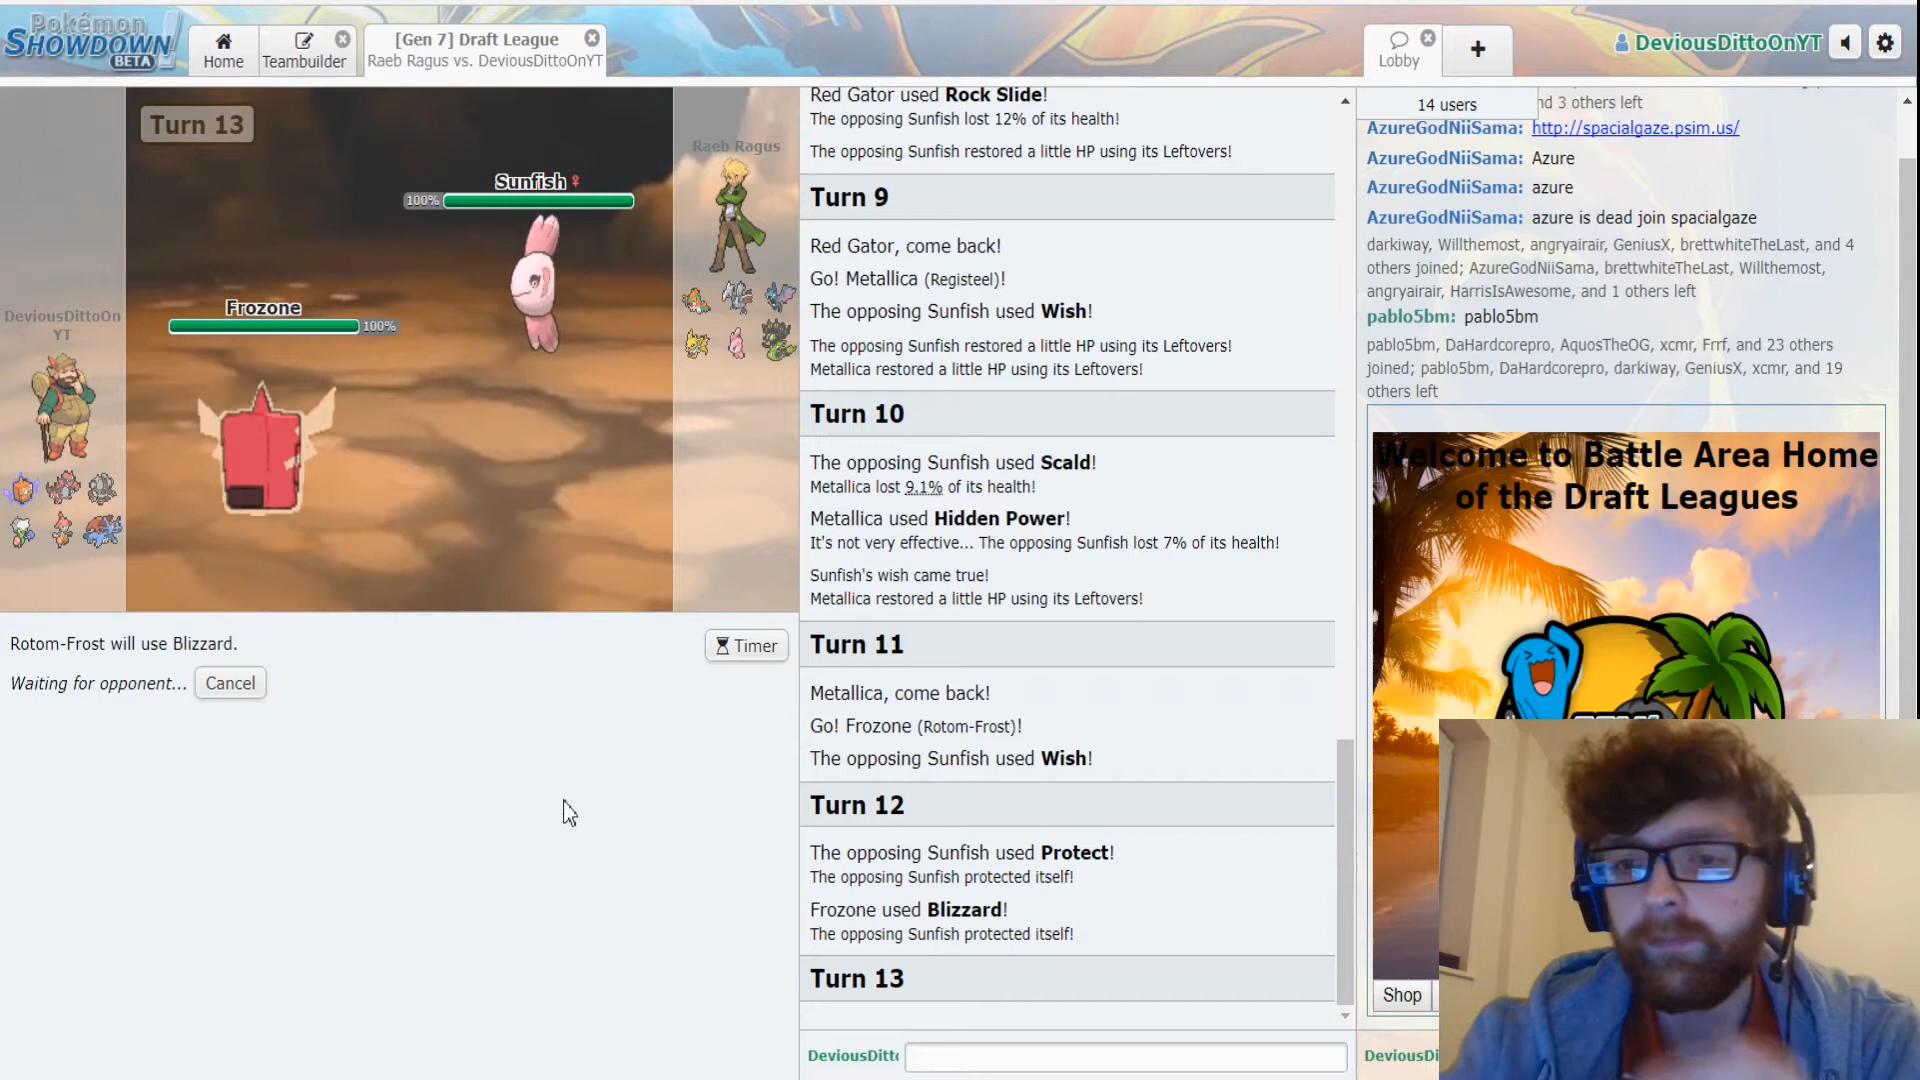 Pokémon
SHOWDOWN!
BETA
Home
Teambuilder
[Gen 7] Draft League
Raeb Ragus vs. DeviousDittoOnYT
Lobby
+
DeviousDittoOnYT
Turn 13
Sunfish ♀
100%
Frozone
100%
DeviousDittoOn
YT
Raeb Ragus
Rotom-Frost will use Blizzard.
Timer
Waiting for opponent...
Cancel
Red Gator used Rock Slide!
The opposing Sunfish lost 12% of its health!
The opposing Sunfish restored a little HP using its Leftovers!
Turn 9
Red Gator, come back!
Go! Metallica (Registeel)!
The opposing Sunfish used Wish!
The opposing Sunfish restored a little HP using its Leftovers!
Metallica restored a little HP using its Leftovers!
Turn 10
The opposing Sunfish used Scald!
Metallica lost 9.1% of its health!
Metallica used Hidden Power!
It's not very effective... The opposing Sunfish lost 7% of its health!
Sunfish's wish came true!
Metallica restored a little HP using its Leftovers!
Turn 11
Metallica, come back!
Go! Frozone (Rotom-Frost)!
The opposing Sunfish used Wish!
Turn 12
The opposing Sunfish used Protect!
The opposing Sunfish protected itself!
Frozone used Blizzard!
The opposing Sunfish protected itself!
Turn 13
DeviousDitt
14 users
nd 3 others left
AzureGodNiiSama: http://spacialgaze.psim.us/
AzureGodNiiSama: Azure
AzureGodNiiSama: azure
AzureGodNiiSama: azure is dead join spacialgaze
darkiway, Willthemost, angryairair, GeniusX, brettwhiteTheLast, and 4
others joined; AzureGodNiiSama, brettwhiteTheLast, Willthemost,
angryairair, HarrisIsAwesome, and 1 others left
pablo5bm: pablo5bm
pablo5bm, DaHardcorepro, AquosTheOG, xcmr, Frrf, and 23 others
joined; pablo5bm, DaHardcorepro, darkiway, GeniusX, xcmr, and 19
others left
Welcome to Battle Area Home
of the Draft Leagues
Shop
DeviousDi